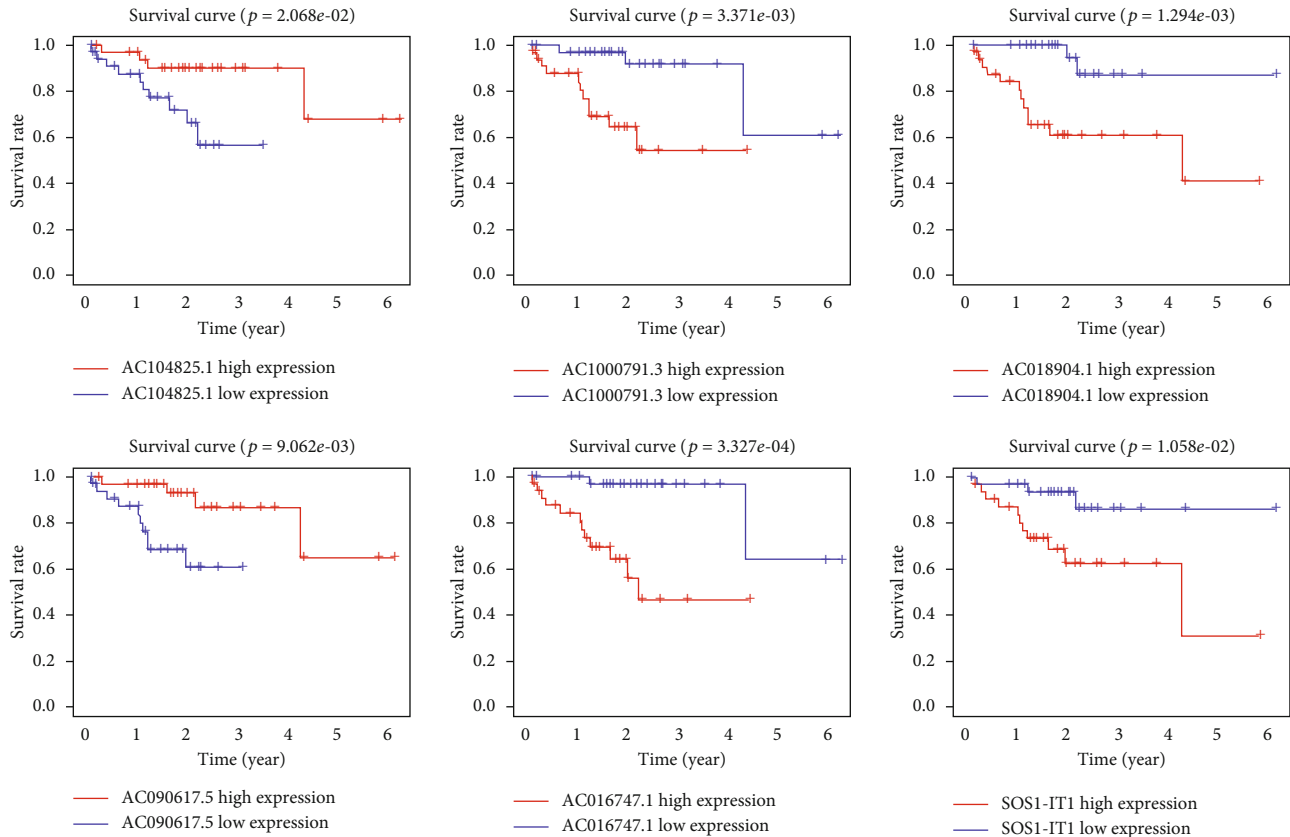 Survival curve (p = 2.068e-02)
1.0
0.8
0.6
0.4
0.2
0.0
Survival rate
0 1 2 3 4 5 6
Time (year)
AC104825.1 high expression
AC104825.1 low expression
Survival curve (p = 3.371e-03)
1.0
0.8
0.6
0.4
0.2
0.0
Survival rate
0 1 2 3 4 5 6
Time (year)
AC1000791.3 high expression
AC1000791.3 low expression
Survival curve (p = 1.294e-03)
1.0
0.8
0.6
0.4
0.2
0.0
Survival rate
0 1 2 3 4 5 6
Time (year)
AC018904.1 high expression
AC018904.1 low expression
Survival curve (p = 9.062e-03)
1.0
0.8
0.6
0.4
0.2
0.0
Survival rate
0 1 2 3 4 5 6
Time (year)
AC090617.5 high expression
AC090617.5 low expression
Survival curve (p = 3.327e-04)
1.0
0.8
0.6
0.4
0.2
0.0
Survival rate
0 1 2 3 4 5 6
Time (year)
AC016747.1 high expression
AC016747.1 low expression
Survival curve (p = 1.058e-02)
1.0
0.8
0.6
0.4
0.2
0.0
Survival rate
0 1 2 3 4 5 6
Time (year)
SOS1-IT1 high expression
SOS1-IT1 low expression